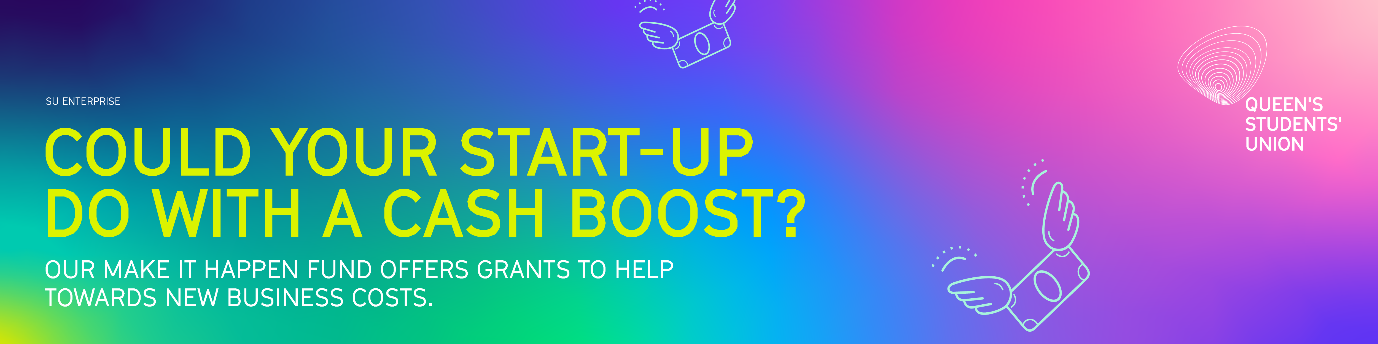 SU ENTERPRISE
COULD YOUR START-UP
DO WITH A CASH BOOST?
OUR MAKE IT HAPPEN FUND OFFERS GRANTS TO HELP
TOWARDS NEW BUSINESS COSTS.
QUEEN'S
STUDENTS'
UNION